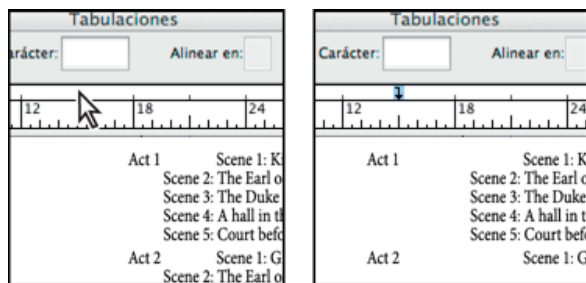 Tabulaciones
arácter: Alinear en:
12 18 24
Act 1 Scene 1: K
Scene 2: The Earl o
Scene 3: The Duke
Scene 4: A hall in t
Scene 5: Court befo
Act 2 Scene 1: G
Scene 2: The Earl o
Tabulaciones
Carácter: Alinear en:
12 18 24
Act 1 Scene 1: K
Scene 2: The Earl o
Scene 3: The Duke
Scene 4: A hall in t
Scene 5: Court befo
Act 2 Scene 1: G